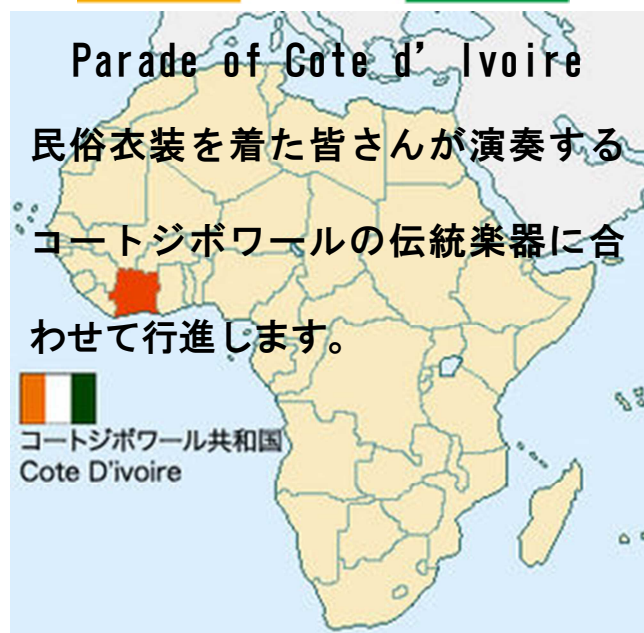 Parade of Cote d’ Ivoire
民俗衣装を着た皆さんが演奏する
コートジボワールの伝統楽器に合
わせて行進します。
コートジボワール共和国
Cote D'ivoire